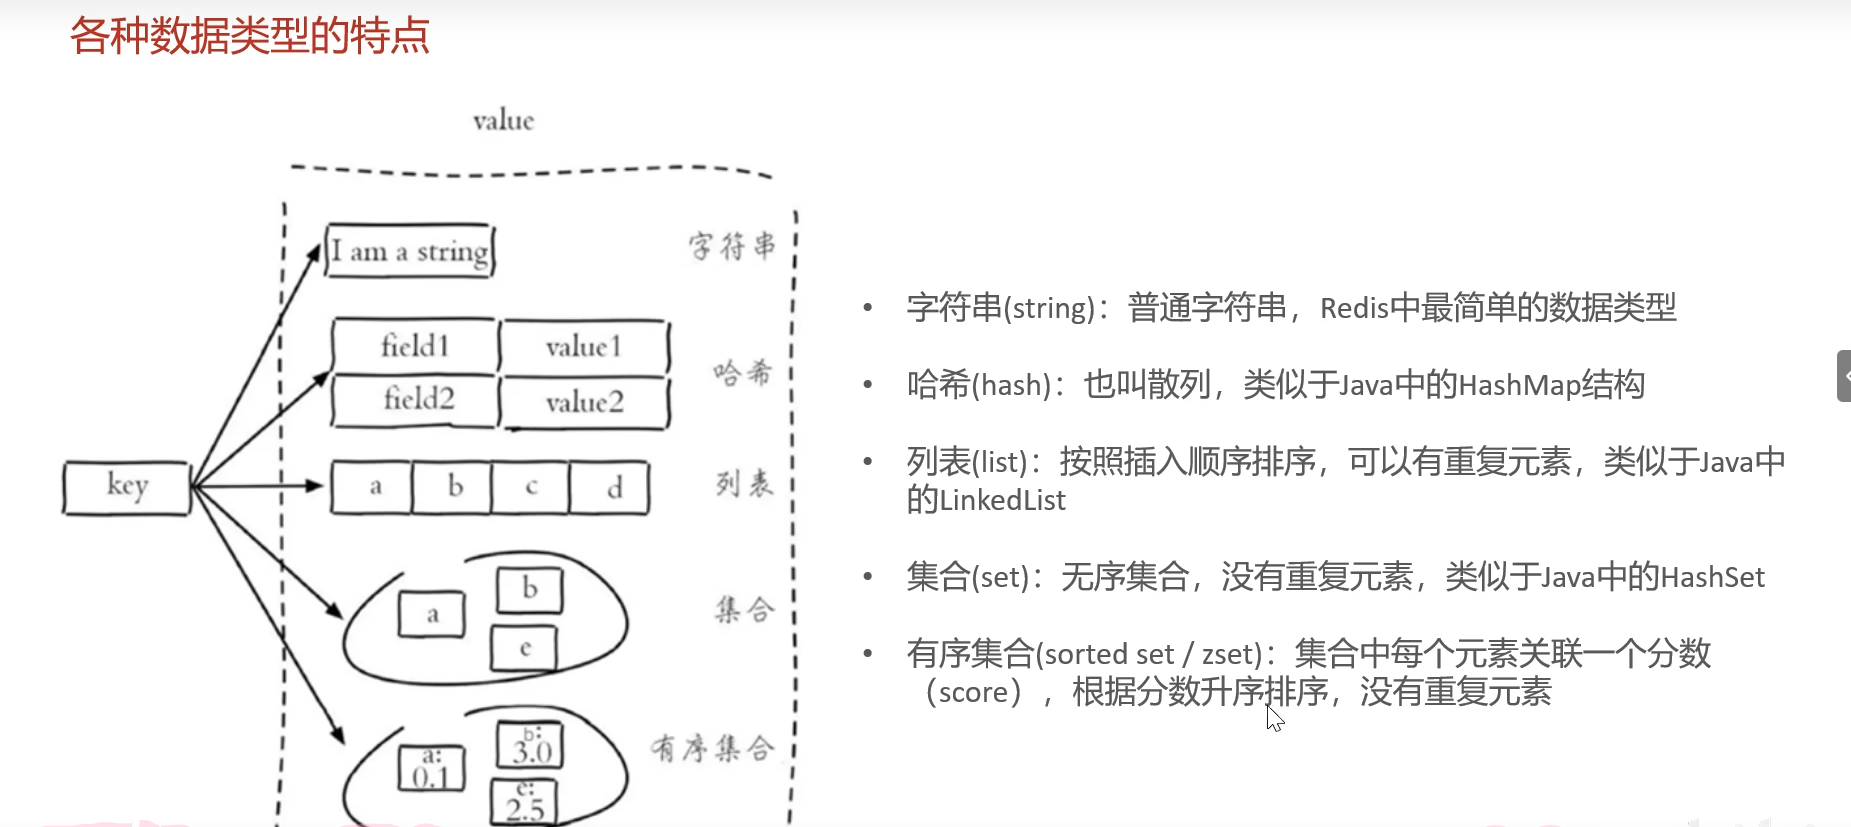 各种数据类型的特点
value
I am a string
字符串
field1
value1
field2
value2
哈希
key
a
b
c
d
列表
a
b
e
集合
a:
0.1
b:
3.0
e:
2.5
有序集合
• 字符串(string)：普通字符串，Redis中最简单的数据类型
• 哈希(hash)：也叫散列，类似于Java中的HashMap结构
• 列表(list)：按照插入顺序排序，可以有重复元素，类似于Java中
的LinkedList
• 集合(set)：无序集合，没有重复元素，类似于Java中的HashSet
• 有序集合(sorted set / zset)：集合中每个元素关联一个分数
（score），根据分数升序排序，没有重复元素